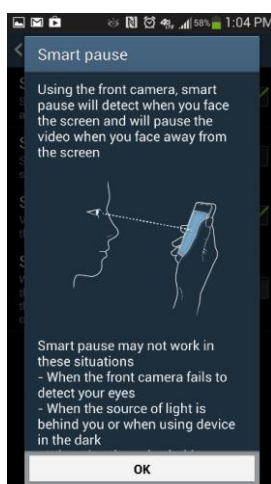 58% 1:04 PM
Smart pause
Using the front camera, smart
pause will detect when you face
the screen and will pause the
video when you face away from
the screen
Smart pause may not work in
these situations
- When the front camera fails to
detect your eyes
- When the source of light is
behind you or when using device
in the dark
OK